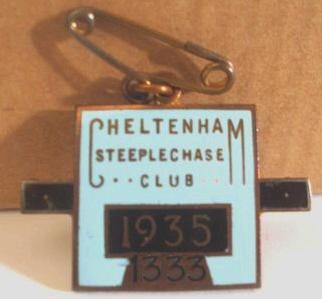 CHELTENHAM
STEEPLECHASE
CLUB
1935
1333